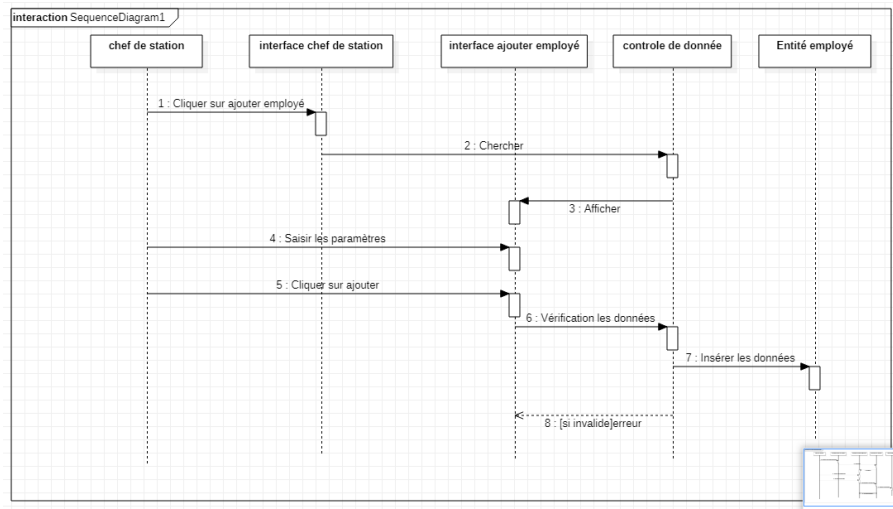 interaction SequenceDiagram1
chef de station
interface chef de station
interface ajouter employé
controle de donnée
Entité employé
1 : Cliquer sur ajouter employé
2 : Chercher
3 : Afficher
4 : Saisir les paramètres
5 : Cliquer sur ajouter
6 : Vérification les données
7 : Insérer les données
8 : [si invalide]erreur